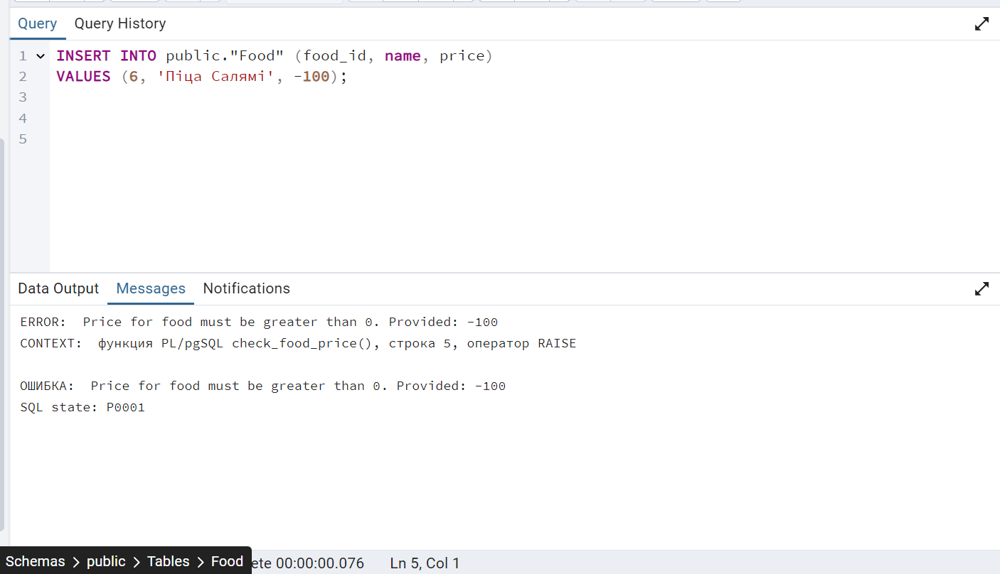 Query Query History
1 INSERT INTO public."Food" (food_id, name, price)
2 VALUES (6, 'Піца Салямі', -100);
3
4
5
Data Output Messages Notifications
ERROR:  Price for food must be greater than 0. Provided: -100
CONTEXT:  функция PL/pgSQL check_food_price(), строка 5, оператор RAISE
ОШИБКА:  Price for food must be greater than 0. Provided: -100
SQL state: P0001
Schemas > public > Tables > Food ete 00:00:00.076 Ln 5, Col 1